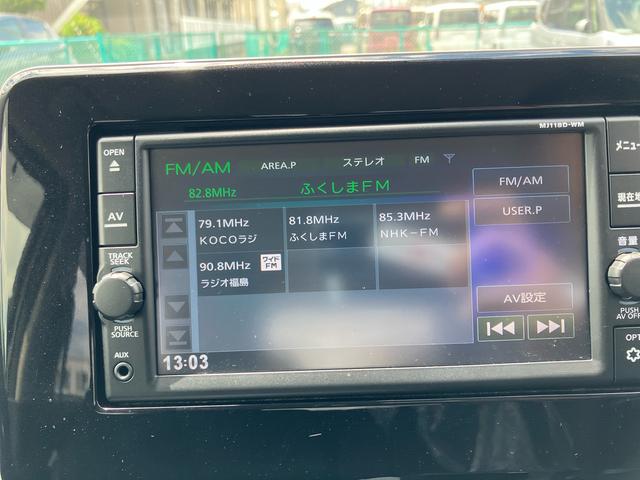 MJ118D-WM
OPEN
AV
TRACK
SEEK
PUSH
SOURCE
AUX
FM/AM AREA.P ステレオ FM
82.8MHz ふくしまFM
79.1MHz
KOCOラジ
81.8MHz
ふくしまFM
85.3MHz
NHK-FM
90.8MHz ワイドFM
ラジオ福島
13:03
FM/AM
USER.P
AV設定
メニュー
現在地
音量
PUSH
AV OFF
OPT